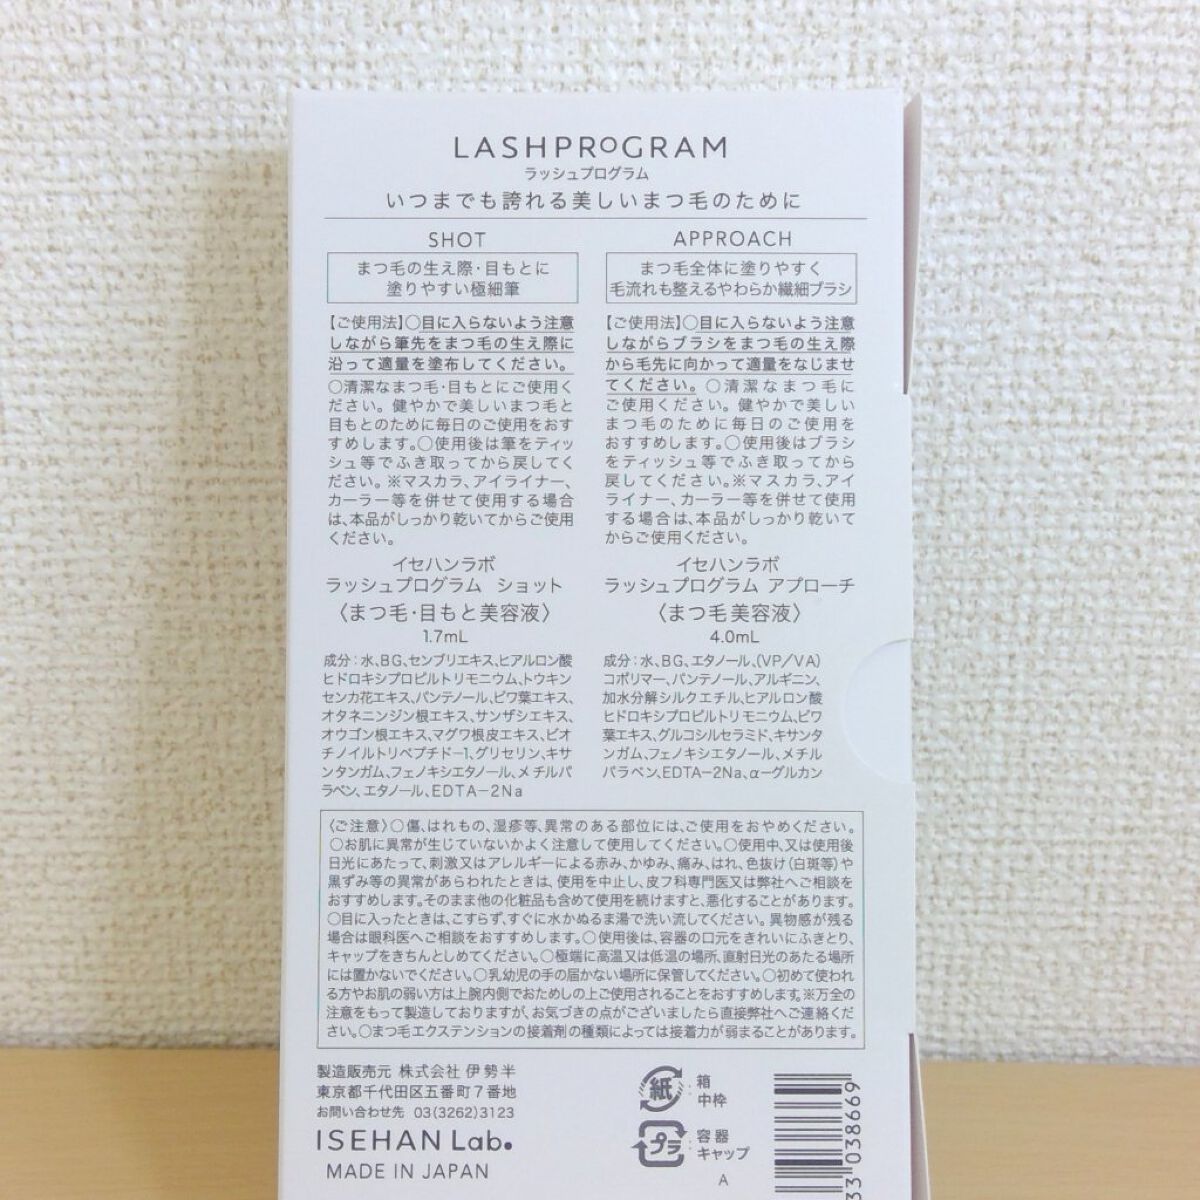 LASHPROGRAM
ラッシュプログラム
いつまでも誇れる美しいまつ毛のために
SHOT
まつ毛の生え際・目もとに
塗りやすい極細筆
【ご使用法】○目に入らないよう注意
しながら筆先をまつ毛の生え際に
沿って適量を塗布してください。
○清潔なまつ毛・目もとにご使用く
ださい。健やかで美しいまつ毛と
目もとのために毎日のご使用をお
すすめします。○使用後は筆をティッ
シュ等でふき取ってから戻してく
ださい。※マスカラ、アイライナー、
カーラー等を併せて使用する場合
は、本品がしっかり乾いてからご使用
ください。
イセハンラボ
ラッシュプログラム ショット
〈まつ毛・目もと美容液〉
1.7mL
成分：水、BG、センブリエキス、ヒアルロン酸
ヒドロキシプロピルトリモニウム、トウキン
センカ花エキス、パンテノール、ビワ葉エキス、
オタネニンジン根エキス、サンザシエキス、
オウゴン根エキス、マグワ根皮エキス、ビオ
チノイルトリペプチド-1、グリセリン、キサ
ンタンガム、フェノキシエタノール、メチルパ
ラベン、エタノール、EDTA-2Na
APPROACH
まつ毛全体に塗りやすく
毛流れも整えるやわらか繊細ブラシ
【ご使用法】○目に入らないよう注意
しながらブラシをまつ毛の生え際
から毛先に向かって適量をなじませ
てください。○清潔なまつ毛に
ご使用ください。健やかで美しい
まつ毛のために毎日のご使用を
おすすめします。○使用後はブラシ
をティッシュ等でふき取ってから
戻してください。※マスカラ、アイ
ライナー、カーラー等を併せて使用
する場合は、本品がしっかり乾いて
からご使用ください。
イセハンラボ
ラッシュプログラム アプローチ
〈まつ毛美容液〉
4.0mL
成分：水、BG、エタノール、(VP/VA)
コポリマー、パンテノール、アルギニン、
加水分解シルクエチル、ヒアルロン酸
ヒドロキシプロピルトリモニウム、ビワ
葉エキス、グルコシルセラミド、キサンタ
ンガム、フェノキシエタノール、メチル
パラベン、EDTA-2Na、α-グルカン
〈ご注意〉○傷、はれもの、湿疹等、異常のある部位には、ご使用をおやめください。
○お肌に異常が生じていないかよく注意して使用してください。○使用中、又は使用後
日光にあたって、刺激又はアレルギーによる赤み、かゆみ、痛み、はれ、色抜け(白斑等)や
黒ずみ等の異常があらわれたときは、使用を中止し、皮フ科専門医又は弊社へご相談を
おすすめします。そのまま他の化粧品も含めて使用を続けますと、悪化することがあります。
○目に入ったときは、こすらず、すぐに水かぬるま湯で洗い流してください。異物感が残る
場合は眼科医へご相談をおすすめします。○使用後は、容器の口元をきれいにふきとり、
キャップをきちんとしめてください。○極端に高温又は低温の場所、直射日光のあたる場所
には置かないでください。○乳幼児の手の届かない場所に保管してください。○初めて使われ
る方やお肌の弱い方は上腕内側でおためしの上ご使用されることをおすすめします。※万全の
注意をもって製造しておりますが、お気づきの点がございましたら直接弊社へご連絡くだ
さい。○まつ毛エクステンションの接着剤の種類によっては接着力が弱まることがあります。
製造販売元 株式会社 伊勢半
東京都千代田区五番町7番地
お問い合わせ先 03(3262)3123
ISEHAN Lab.
MADE IN JAPAN
紙 箱
中枠
プラ 容器
キャップ
A
33 038669